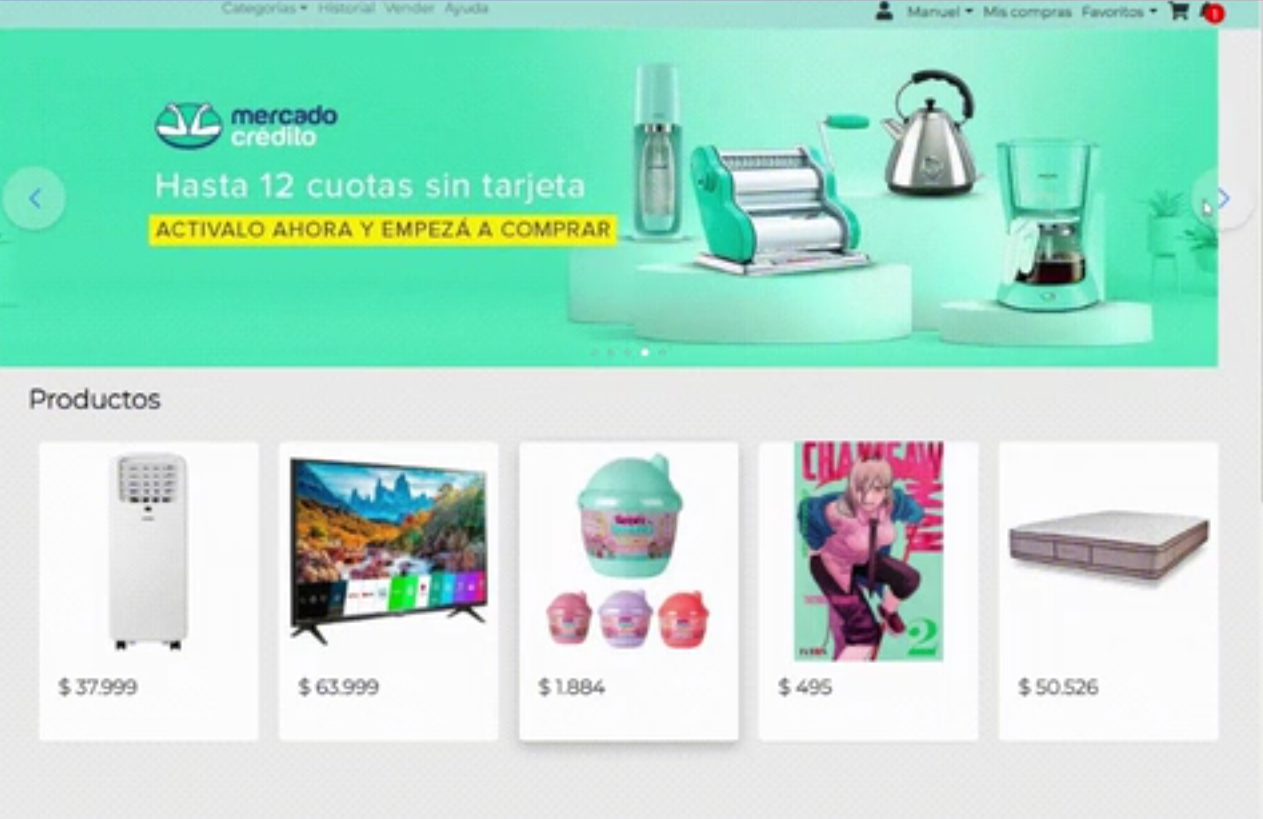 Categorías Historial Vender Ayuda
Manuel Mis compras Favoritos 1
mercado
crédito
Hasta 12 cuotas sin tarjeta
ACTIVALO AHORA Y EMPEZÁ A COMPRAR
Productos
CHAINSAW
MAN
2
$ 37.999
$ 63.999
$ 1.884
$ 495
$ 50.526